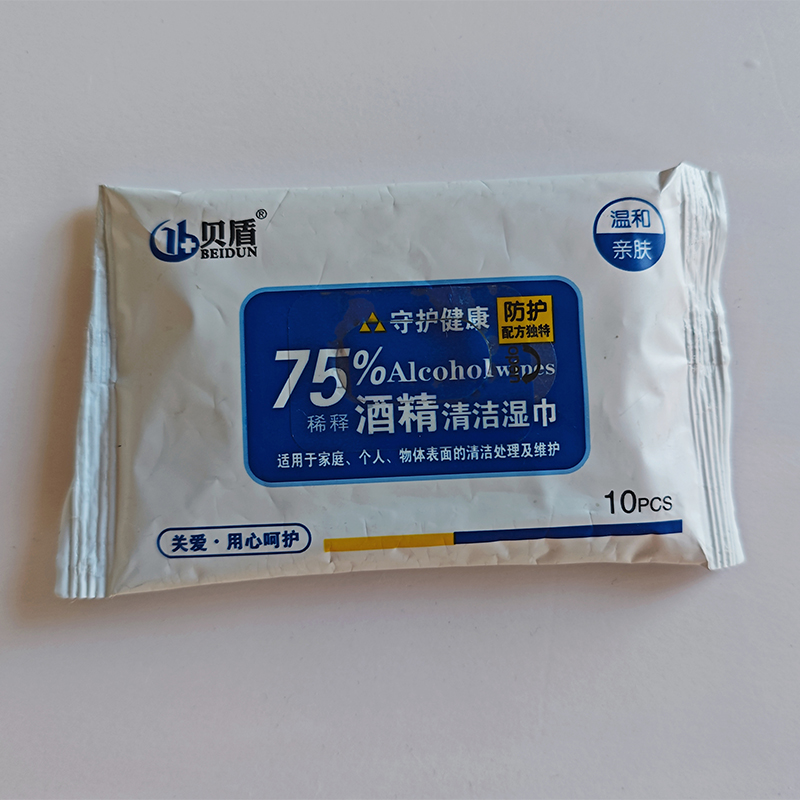 贝盾®
BEIDUN
温和
亲肤
守护健康
防护
配方独特
75%Alcohol wipes
稀释酒精清洁湿巾
适用于家庭、个人、物体表面的清洁处理及维护
10PCS
关爱·用心呵护